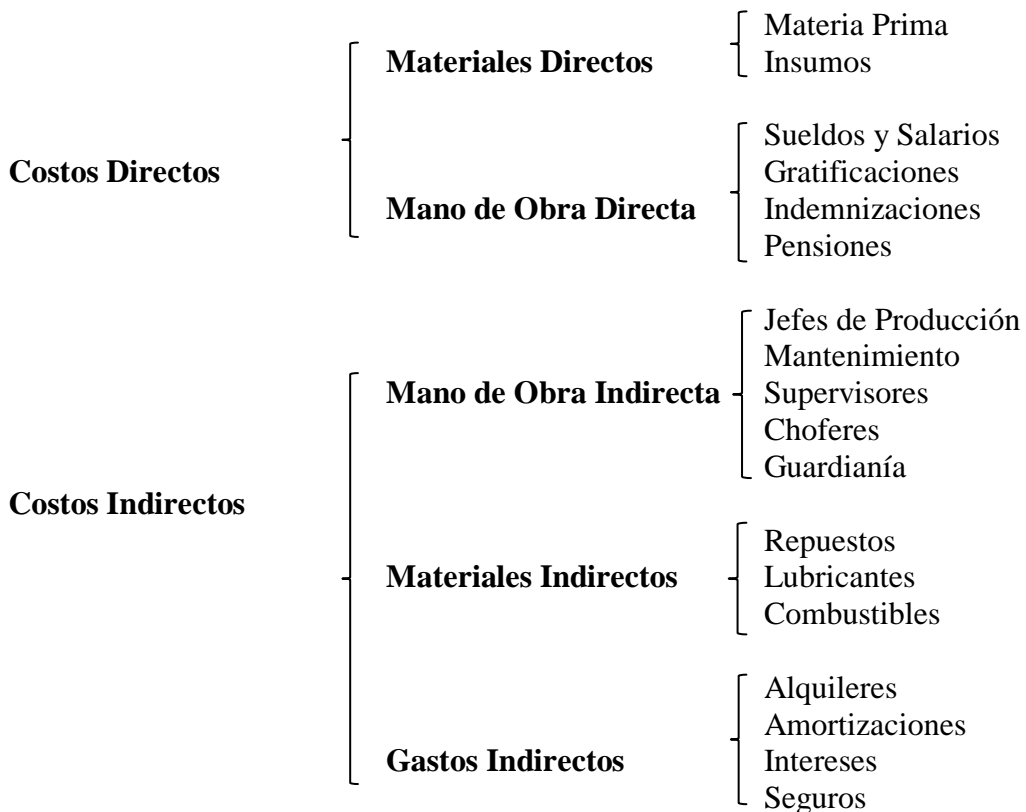 Materia Prima
Materiales Directos
Insumos
Sueldos y Salarios
Costos Directos
Gratificaciones
Mano de Obra Directa
Indemnizaciones
Pensiones
Jefes de Producción
Mantenimiento
Mano de Obra Indirecta
Supervisores
Choferes
Guardianía
Costos Indirectos
Repuestos
Materiales Indirectos
Lubricantes
Combustibles
Alquileres
Amortizaciones
Gastos Indirectos
Intereses
Seguros